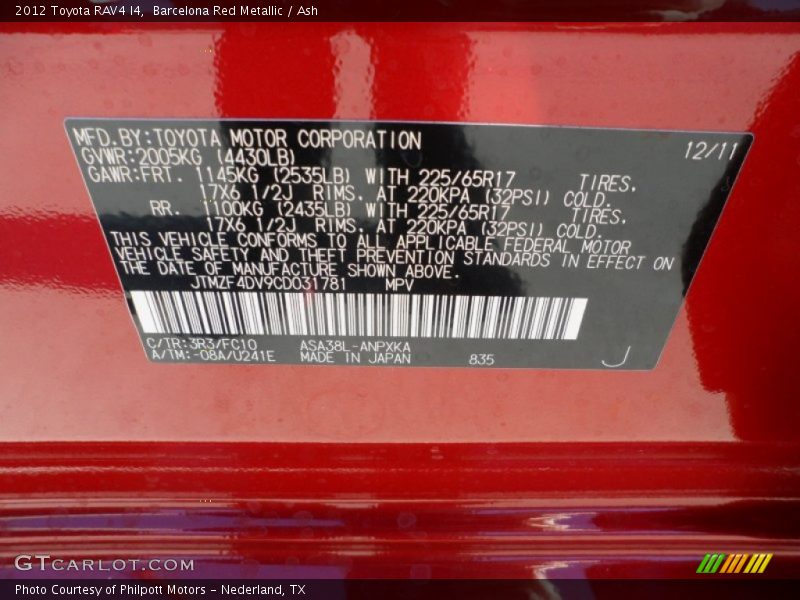 2012 Toyota RAV4 I4, Barcelona Red Metallic / Ash
MFD.BY:TOYOTA MOTOR CORPORATION 12/11
GVWR:2005KG (4430LB)
GAWR:FRT. 1145KG (2535LB) WITH 225/65R17 TIRES,
17X6 1/2J RIMS, AT 220KPA (32PSI) COLD.
RR. 1100KG (2435LB) WITH 225/65R17 TIRES,
17X6 1/2J RIMS, AT 220KPA (32PSI) COLD.
THIS VEHICLE CONFORMS TO ALL APPLICABLE FEDERAL MOTOR
VEHICLE SAFETY AND THEFT PREVENTION STANDARDS IN EFFECT ON
THE DATE OF MANUFACTURE SHOWN ABOVE.
JTMZF4DV9CD031781 MPV
C/TR:3R3/FC10 ASA38L-ANPXKA
A/TM:-08A/U241E MADE IN JAPAN 835 J
GTCARLOT.COM
Photo Courtesy of Philpott Motors - Nederland, TX